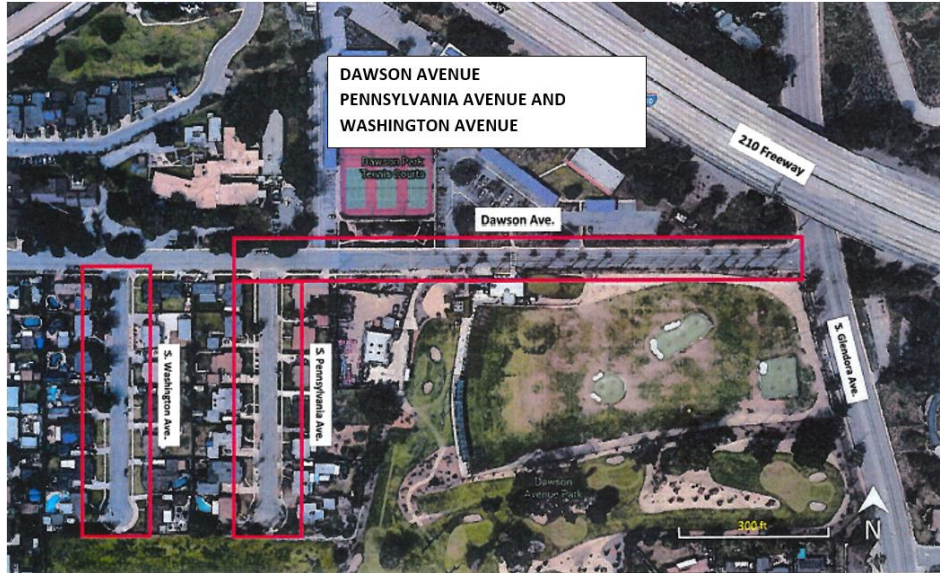 DAWSON AVENUE
PENNSYLVANIA AVENUE AND
WASHINGTON AVENUE
210 Freeway
Dawson Park
Tennis Courts
Dawson Ave.
S. Washington Ave.
S. Pennsylvania Ave.
S. Glendora Ave.
Dawson
Avenue Park
300 ft
N